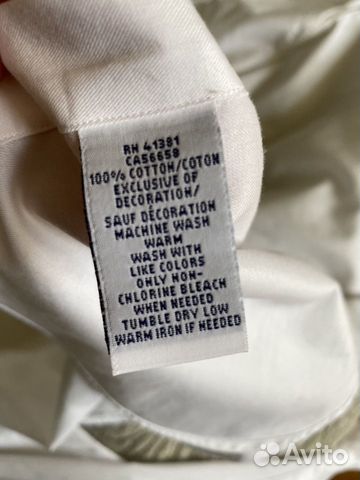 RN 41381
CA56658
100% COTTON/COTON
EXCLUSIVE OF
DECORATION/
SAUF DÉCORATION
MACHINE WASH
WARM
WASH WITH
LIKE COLORS
ONLY NON-
CHLORINE BLEACH
WHEN NEEDED
TUMBLE DRY LOW
WARM IRON IF NEEDED
Avito